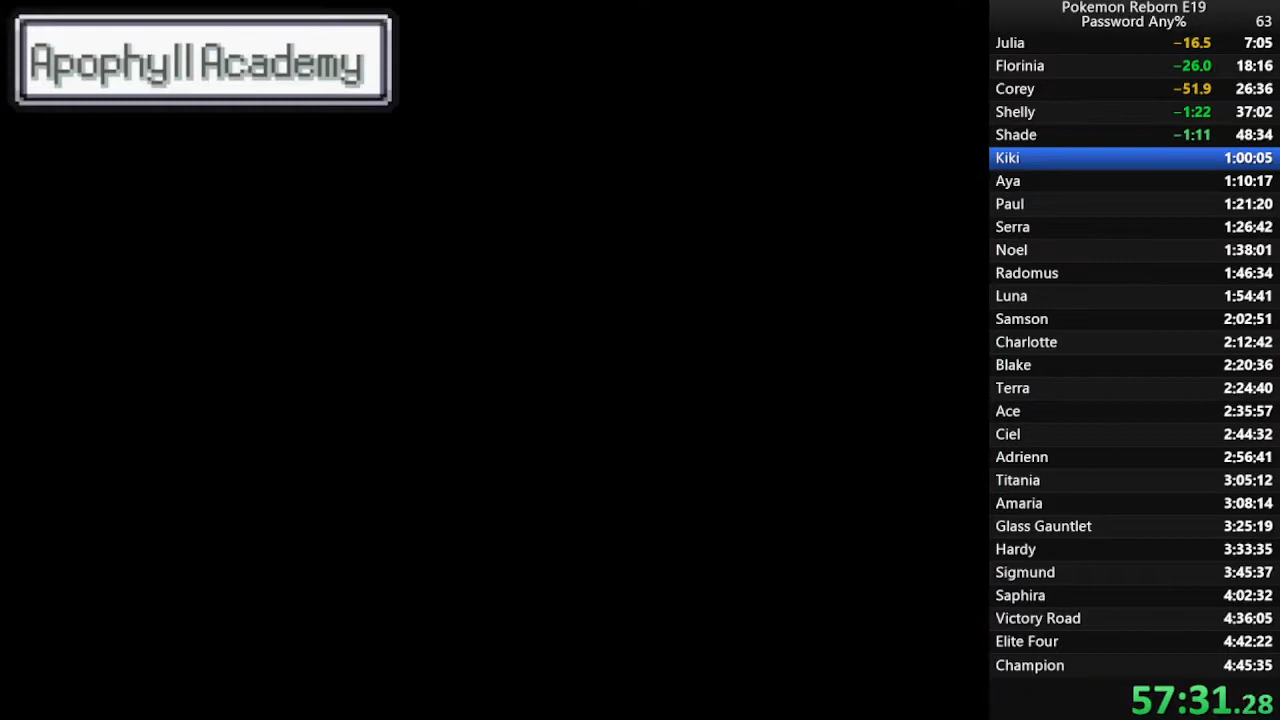 Apophyll Academy
Pokemon Reborn E19
Password Any% 63
Julia −16.5 7:05
Florinia −26.0 18:16
Corey −51.9 26:36
Shelly −1:22 37:02
Shade −1:11 48:34
Kiki 1:00:05
Aya 1:10:17
Paul 1:21:20
Serra 1:26:42
Noel 1:38:01
Radomus 1:46:34
Luna 1:54:41
Samson 2:02:51
Charlotte 2:12:42
Blake 2:20:36
Terra 2:24:40
Ace 2:35:57
Ciel 2:44:32
Adrienn 2:56:41
Titania 3:05:12
Amaria 3:08:14
Glass Gauntlet 3:25:19
Hardy 3:33:35
Sigmund 3:45:37
Saphira 4:02:32
Victory Road 4:36:05
Elite Four 4:42:22
Champion 4:45:35
57:31.28